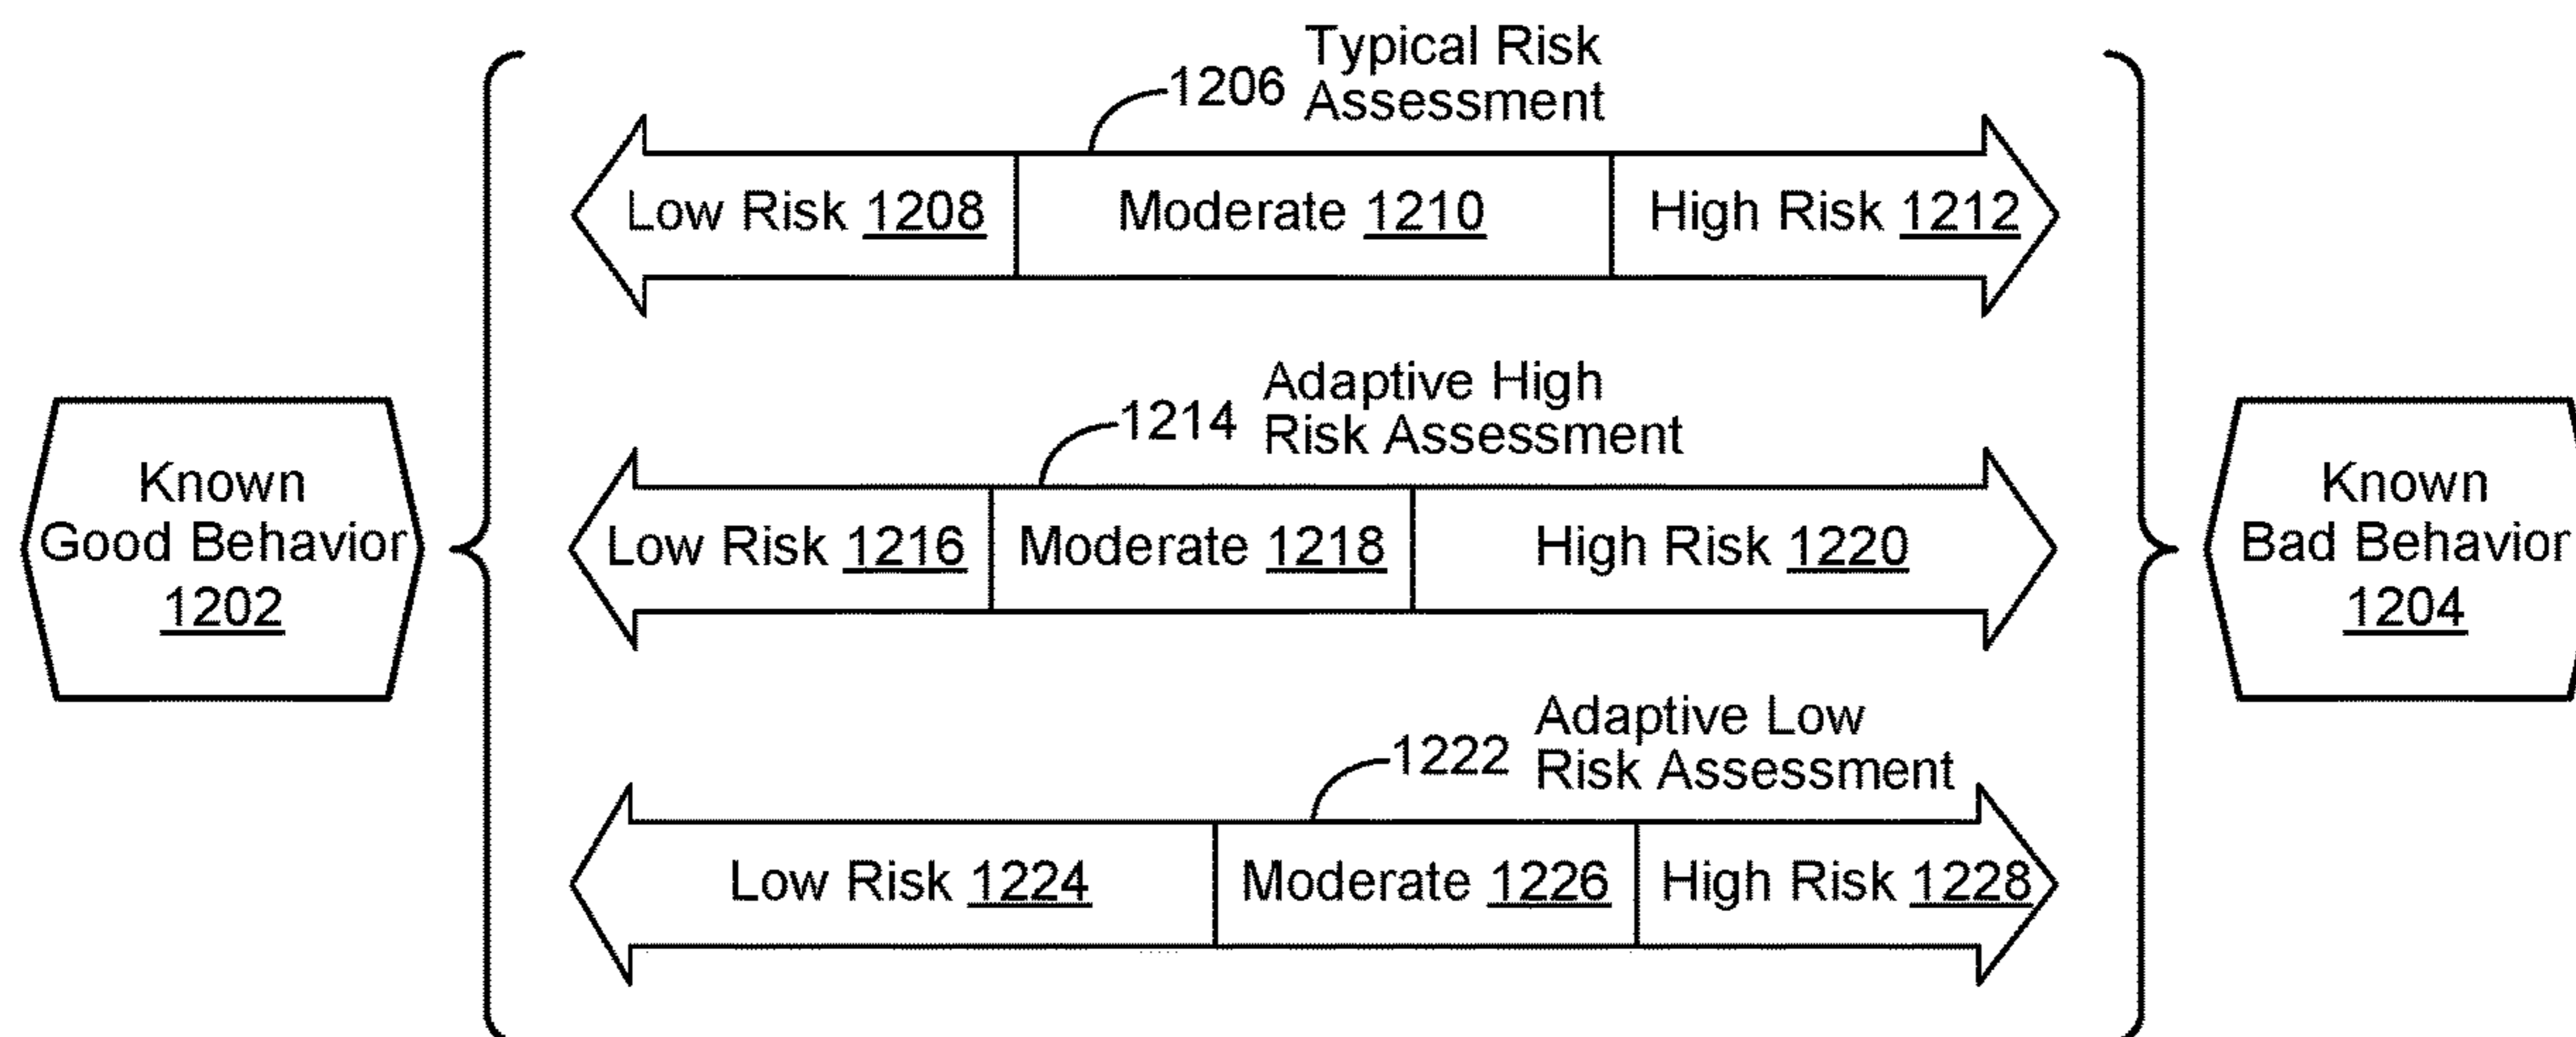 Typical Risk
1206 Assessment
Low Risk 1208 Moderate 1210 High Risk 1212
Adaptive High
1214 Risk Assessment
Known
Good Behavior
1202
Low Risk 1216 Moderate 1218 High Risk 1220
Known
Bad Behavior
1204
Adaptive Low
1222 Risk Assessment
Low Risk 1224 Moderate 1226 High Risk 1228